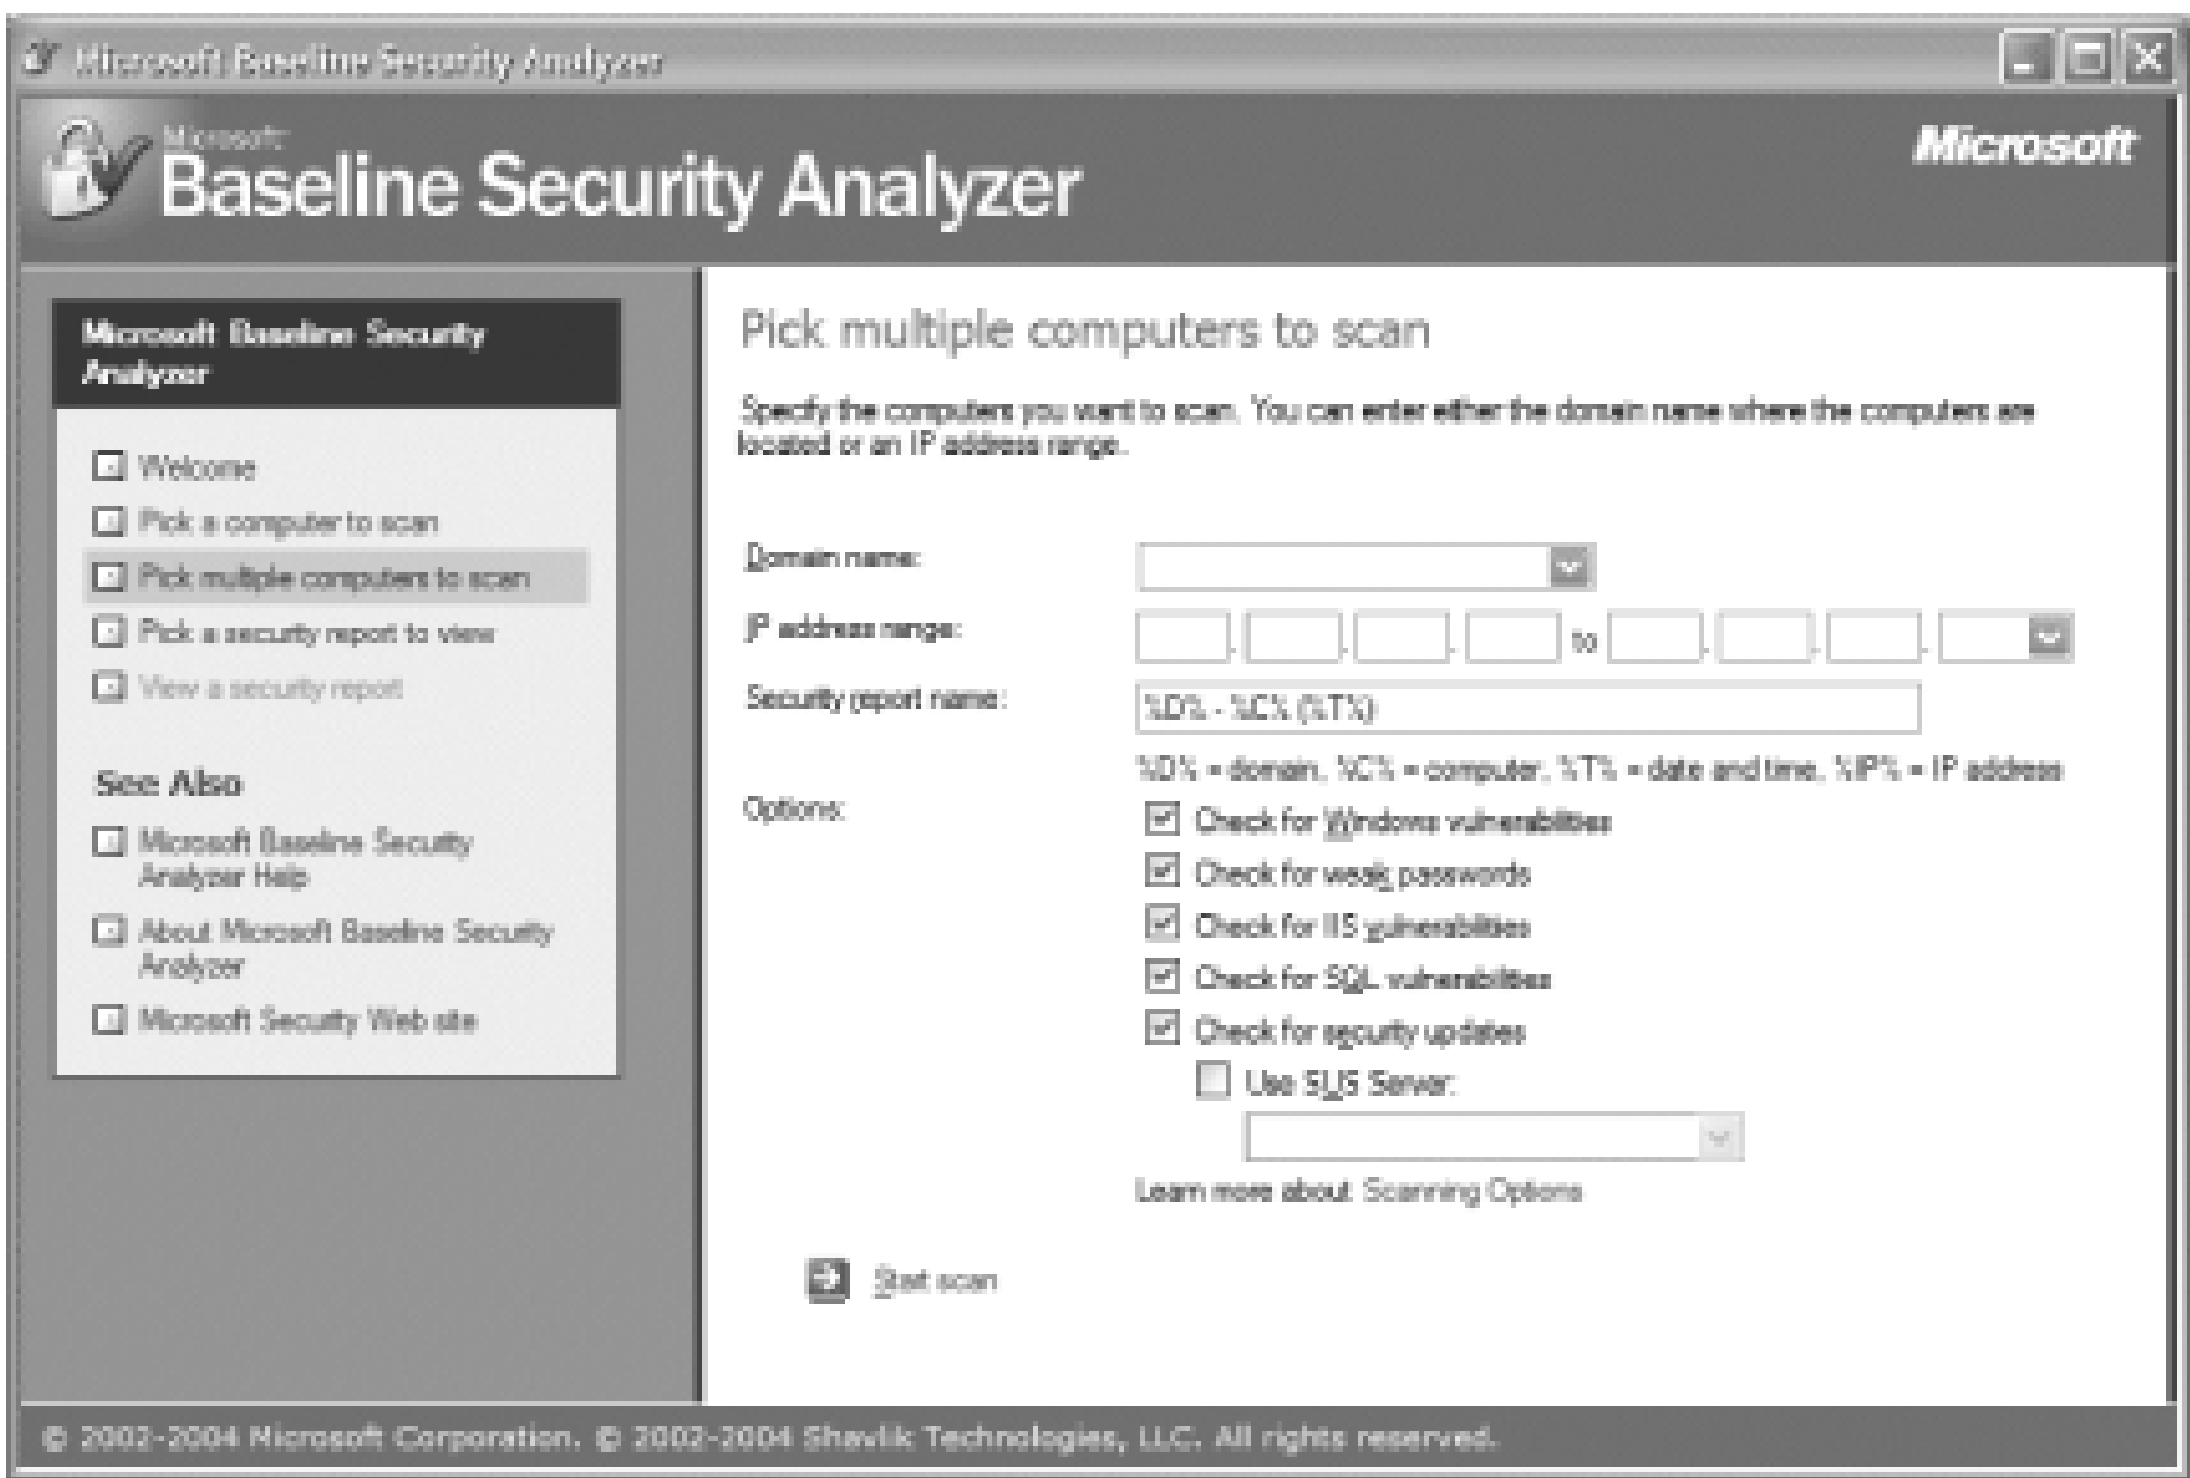 Microsoft Baseline Security Analyzer
Microsoft
Baseline Security Analyzer
Microsoft
Microsoft Baseline Security
Analyzer
Welcome
Pick a computer to scan
Pick multiple computers to scan
Pick a security report to view
View a security report
See Also
Microsoft Baseline Security
Analyzer Help
About Microsoft Baseline Security
Analyzer
Microsoft Security Web site
Pick multiple computers to scan
Specify the computers you want to scan. You can enter either the domain name where the computers are
located or an IP address range.
Domain name:
IP address range: . . . to . . .
Security report name: %D% - %C% (%T%)
%D% = domain, %C% = computer, %T% = date and time, %IP% = IP address
Options:
Check for Windows vulnerabilities
Check for weak passwords
Check for IIS vulnerabilities
Check for SQL vulnerabilities
Check for security updates
Use SUS Server:
Learn more about Scanning Options
Start scan
© 2002-2004 Microsoft Corporation. © 2002-2004 Shavlik Technologies, LLC. All rights reserved.